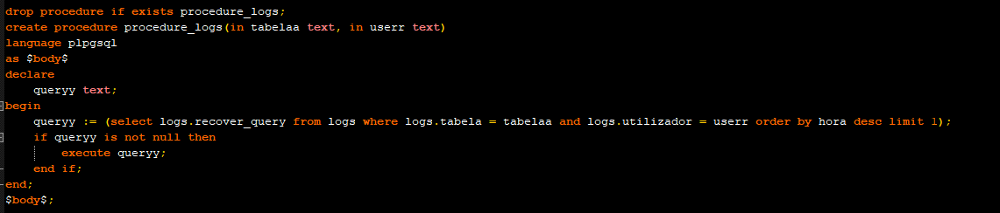 drop procedure if exists procedure_logs;
create procedure procedure_logs(in tabelaa text, in userr text)
language plpgsql
as $body$
declare
    queryy text;
begin
    queryy := (select logs.recover_query from logs where logs.tabela = tabelaa and logs.utilizador = userr order by hora desc limit 1);
    if queryy is not null then
        execute queryy;
    end if;
end;
$body$;